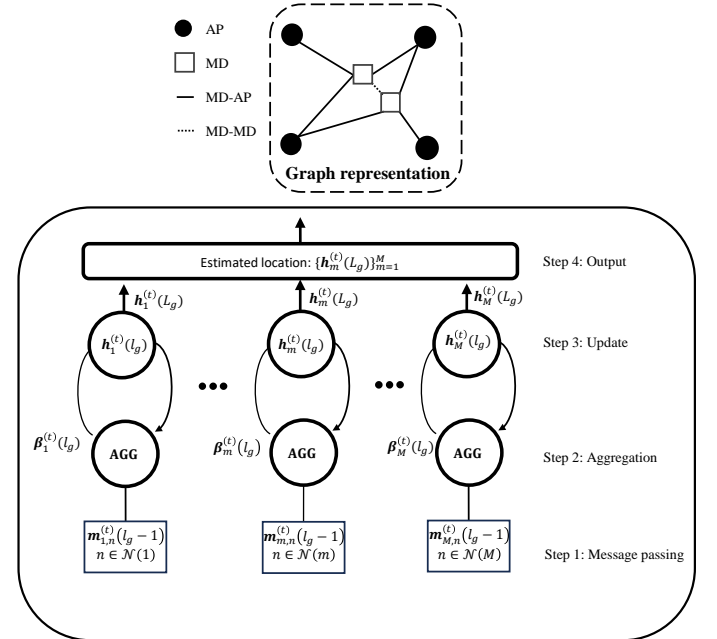 AP
MD
MD-AP
MD-MD
Graph representation
Estimated location: {𝒉_m^{(t)}(L_g)}_{m=1}^{M}
Step 4: Output
𝒉_1^{(t)}(L_g)
𝒉_m^{(t)}(L_g)
𝒉_M^{(t)}(L_g)
𝒉_1^{(t)}(l_g)
•••
𝒉_m^{(t)}(l_g)
•••
𝒉_M^{(t)}(l_g)
Step 3: Update
𝜷_1^{(t)}(l_g)
AGG
𝜷_m^{(t)}(l_g)
AGG
𝜷_M^{(t)}(l_g)
AGG
Step 2: Aggregation
𝒎_{1,n}^{(t)}(l_g − 1)
n ∈ 𝒩(1)
𝒎_{m,n}^{(t)}(l_g − 1)
n ∈ 𝒩(m)
𝒎_{M,n}^{(t)}(l_g − 1)
n ∈ 𝒩(M)
Step 1: Message passing